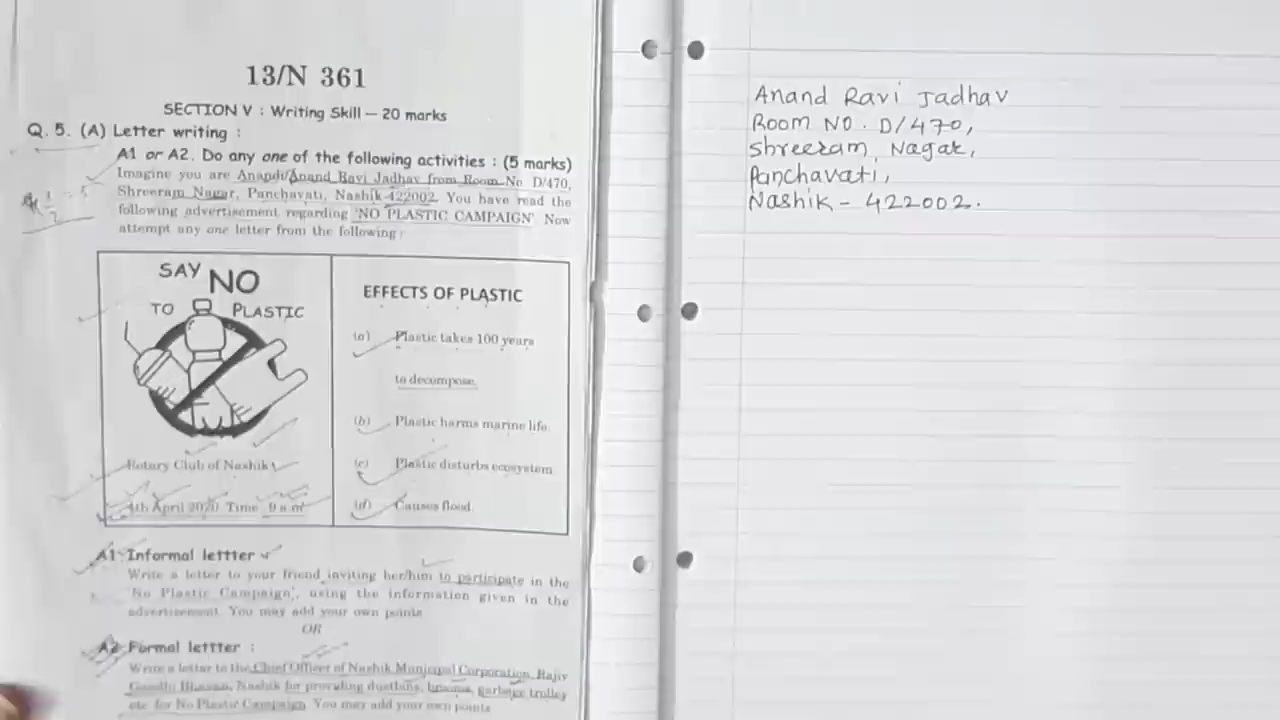 13/N 361
SECTION V : Writing Skill — 20 marks
Q. 5. (A) Letter writing :
A1 or A2. Do any one of the following activities : (5 marks)
Imagine you are Anandi/Anand Ravi Jadhav from Room No. D/470,
Shreeram Nagar, Panchavati, Nashik-422002. You have read the
following advertisement regarding 'NO PLASTIC CAMPAIGN' Now
attempt any one letter from the following :
SAY NO
TO PLASTIC
Rotary Club of Nashik
4th April 2020 Time 9 a.m
EFFECTS OF PLASTIC
(a) Plastic takes 100 years
to decompose.
(b) Plastic harms marine life.
(c) Plastic disturbs ecosystem
(d) Causes flood.
A1. Informal lettter
Write a letter to your friend inviting her/him to participate in the
'No Plastic Campaign', using the information given in the
advertisement. You may add your own points
OR
A2 Formal lettter :
Write a letter to the Chief Officer of Nashik Municipal Corporation, Rajiv
Gandhi Bhavan, Nashik for providing dustbins, brooms, garbage trolley
etc. for No Plastic Campaign. You may add your own points
Anand Ravi Jadhav
Room No. D/470,
Shreeram Nagar,
Panchavati,
Nashik - 422002.